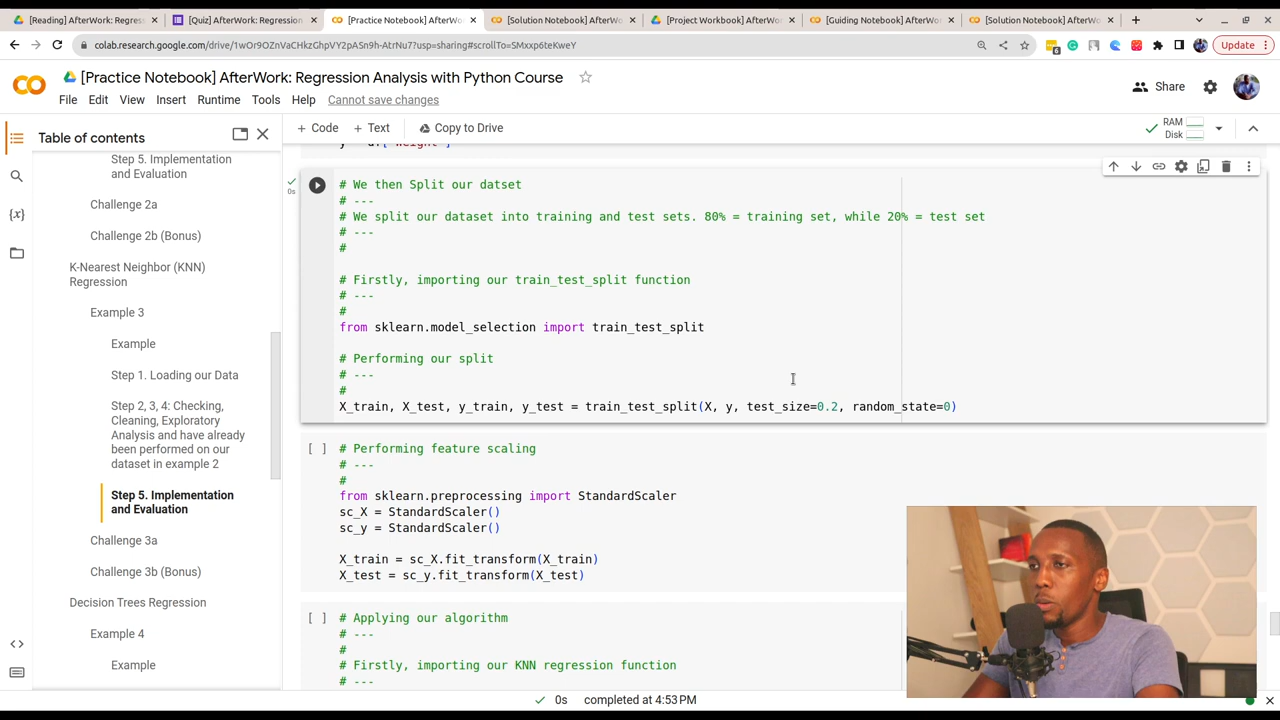 [Reading] AfterWork: Regress
[Quiz] AfterWork: Regression
[Practice Notebook] AfterWo
[Solution Notebook] AfterWo
[Project Workbook] AfterWo
[Guiding Notebook] AfterWo
[Solution Notebook] AfterWo
colab.research.google.com/drive/1wOr9OZnVaCHkzGhpVY2pASn9h-AtrNu7?usp=sharing#scrollTo=SMxxp6teKweY
6
Update
[Practice Notebook] AfterWork: Regression Analysis with Python Course
Share
File Edit View Insert Runtime Tools Help Cannot save changes
Table of contents
+ Code + Text Copy to Drive
RAM
Disk
Step 5. Implementation
and Evaluation
Challenge 2a
Challenge 2b (Bonus)
K-Nearest Neighbor (KNN)
Regression
Example 3
Example
Step 1. Loading our Data
Step 2, 3, 4: Checking,
Cleaning, Exploratory
Analysis and have already
been performed on our
dataset in example 2
Step 5. Implementation
and Evaluation
Challenge 3a
Challenge 3b (Bonus)
Decision Trees Regression
Example 4
Example
0s
# We then Split our datset
# ---
# We split our dataset into training and test sets. 80% = training set, while 20% = test set
# ---
#
# Firstly, importing our train_test_split function
# ---
#
from sklearn.model_selection import train_test_split
# Performing our split
# ---
#
X_train, X_test, y_train, y_test = train_test_split(X, y, test_size=0.2, random_state=0)
[ ] # Performing feature scaling
# ---
#
from sklearn.preprocessing import StandardScaler
sc_X = StandardScaler()
sc_y = StandardScaler()
X_train = sc_X.fit_transform(X_train)
X_test = sc_y.fit_transform(X_test)
[ ] # Applying our algorithm
# ---
#
# Firstly, importing our KNN regression function
# ---
0s completed at 4:53 PM